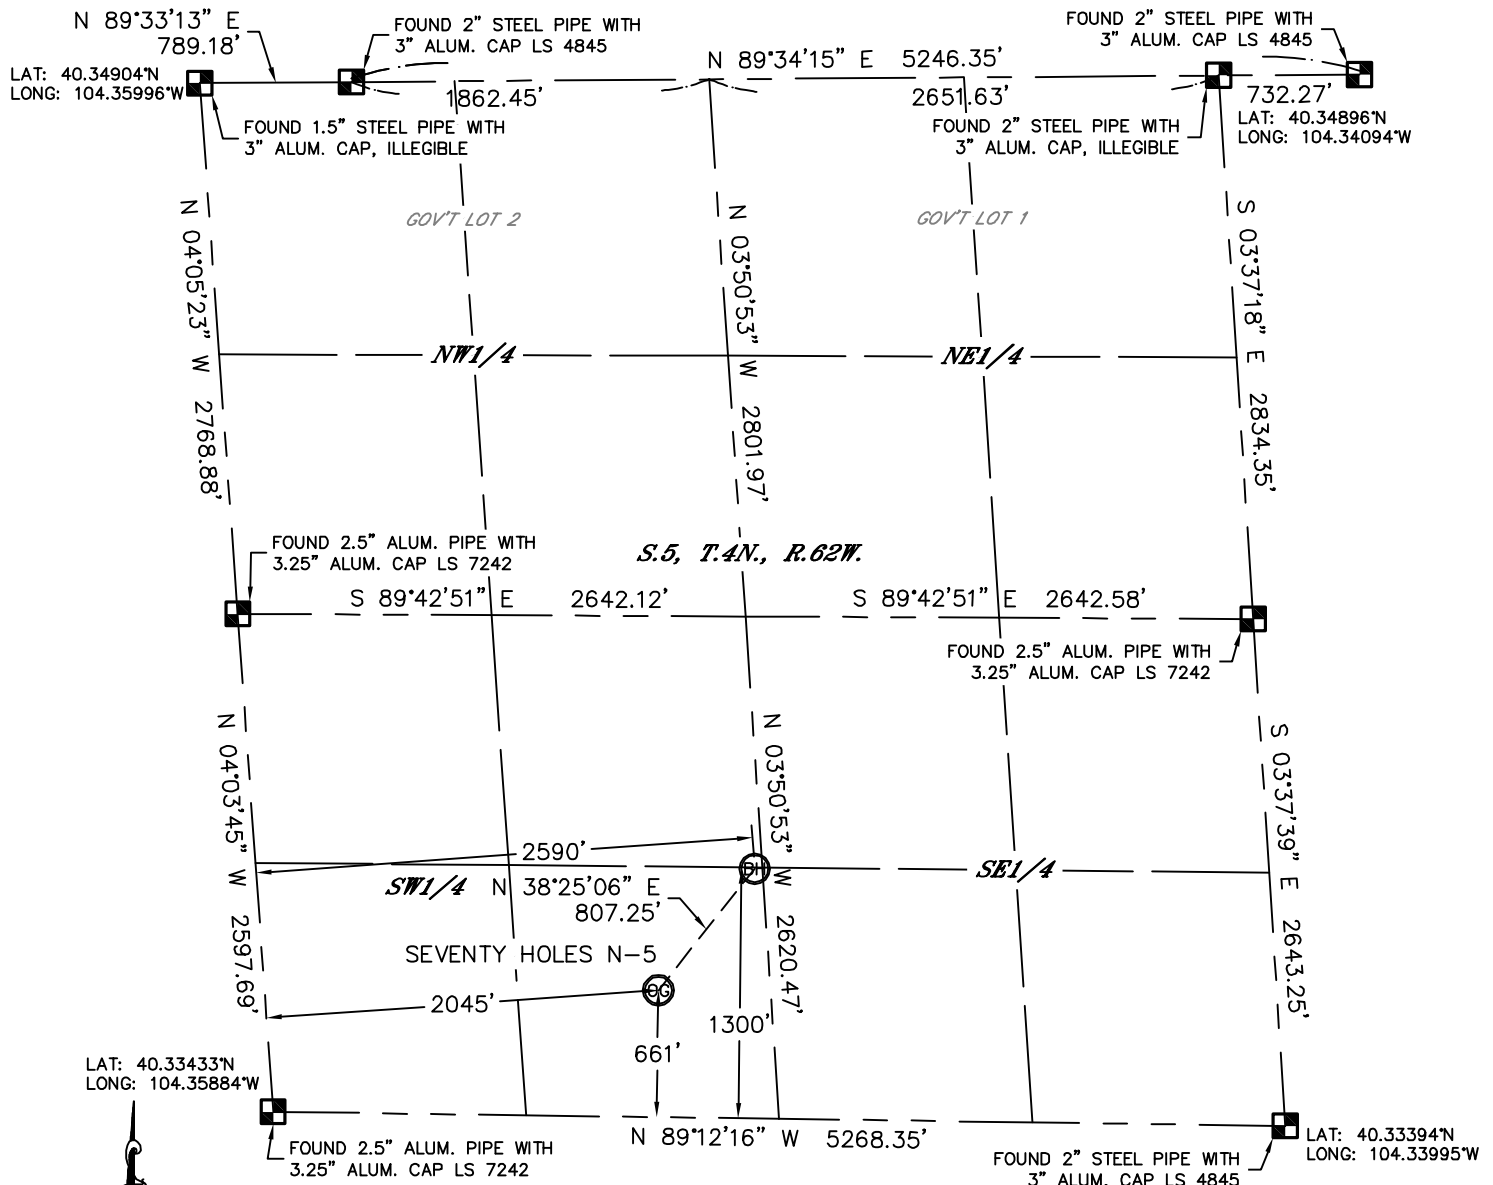 N 89°33'13" E
789.18'
FOUND 2" STEEL PIPE WITH
3" ALUM. CAP LS 4845
FOUND 2" STEEL PIPE WITH
3" ALUM. CAP LS 4845
N 89°34'15" E 5246.35'
LAT: 40.34904°N
LONG: 104.35996°W
1862.45'
2651.63'
732.27'
FOUND 1.5" STEEL PIPE WITH
3" ALUM. CAP, ILLEGIBLE
FOUND 2" STEEL PIPE WITH
3" ALUM. CAP, ILLEGIBLE
LAT: 40.34896°N
LONG: 104.34094°W
GOV'T LOT 2
GOV'T LOT 1
N 04°05'23" W 2768.88'
N 03°50'53" W 2801.97'
S 03°37'18" E 2834.35'
NW1/4
NE1/4
FOUND 2.5" ALUM. PIPE WITH
3.25" ALUM. CAP LS 7242
S.5, T.4N., R.62W.
S 89°42'51" E 2642.12'
S 89°42'51" E 2642.58'
FOUND 2.5" ALUM. PIPE WITH
3.25" ALUM. CAP LS 7242
N 04°03'45" W 2597.69'
N 03°50'53" W 2620.47'
S 03°37'39" E 2643.25'
2590'
BH
SW1/4
SE1/4
N 38°25'06" E
807.25'
SEVENTY HOLES N-5
OG
2045'
1300'
661'
LAT: 40.33433°N
LONG: 104.35884°W
N 89°12'16" W 5268.35'
FOUND 2.5" ALUM. PIPE WITH
3.25" ALUM. CAP LS 7242
LAT: 40.33394°N
LONG: 104.33995°W
FOUND 2" STEEL PIPE WITH
3" ALUM. CAP LS 4845